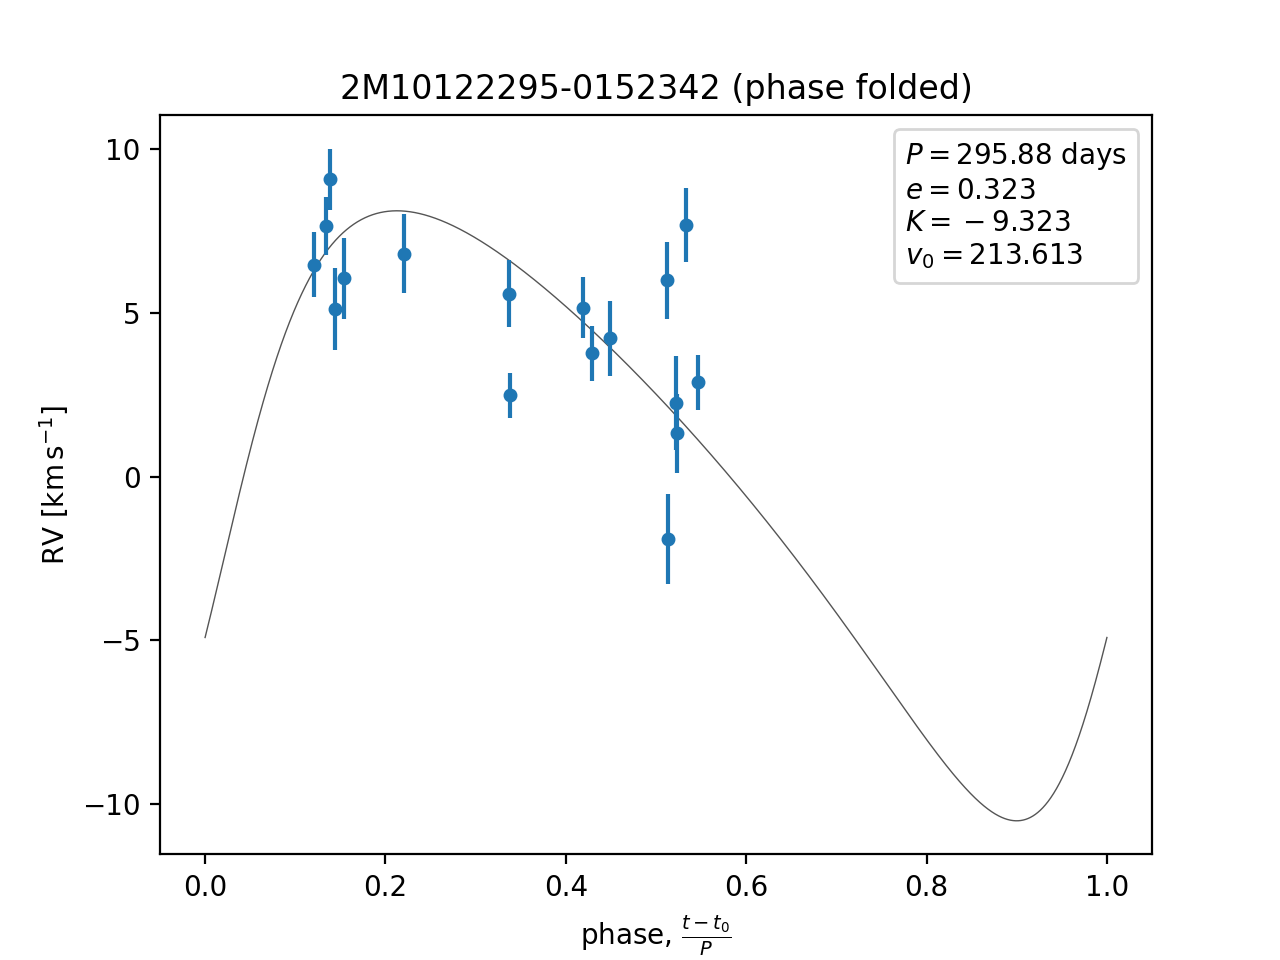 2M10122295-0152342 (phase folded)
P = 295.88 days
e = 0.323
K = −9.323
v₀ = 213.613
10
5
0
−5
−10
RV [km s⁻¹]
0.0 0.2 0.4 0.6 0.8 1.0
phase, (t − t₀)/P